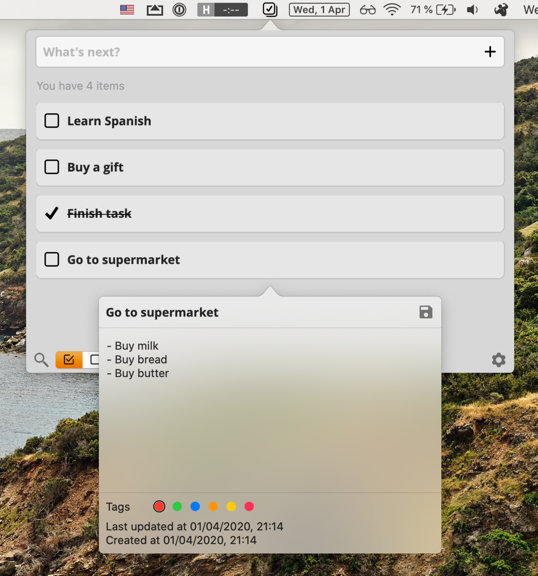 H -:--
Wed, 1 Apr
71 %
We
What's next?
You have 4 items
Learn Spanish
Buy a gift
Finish task
Go to supermarket
Go to supermarket
- Buy milk
- Buy bread
- Buy butter
Tags
Last updated at 01/04/2020, 21:14
Created at 01/04/2020, 21:14